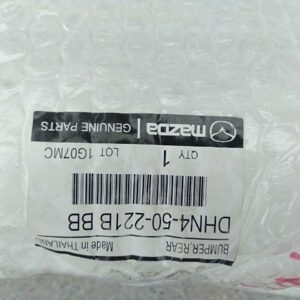 mazda GENUINE PARTS
QTY 1 LOT 1G07MC
DHN4-50-221B BB
BUMPER,REAR
Made in THAILAND